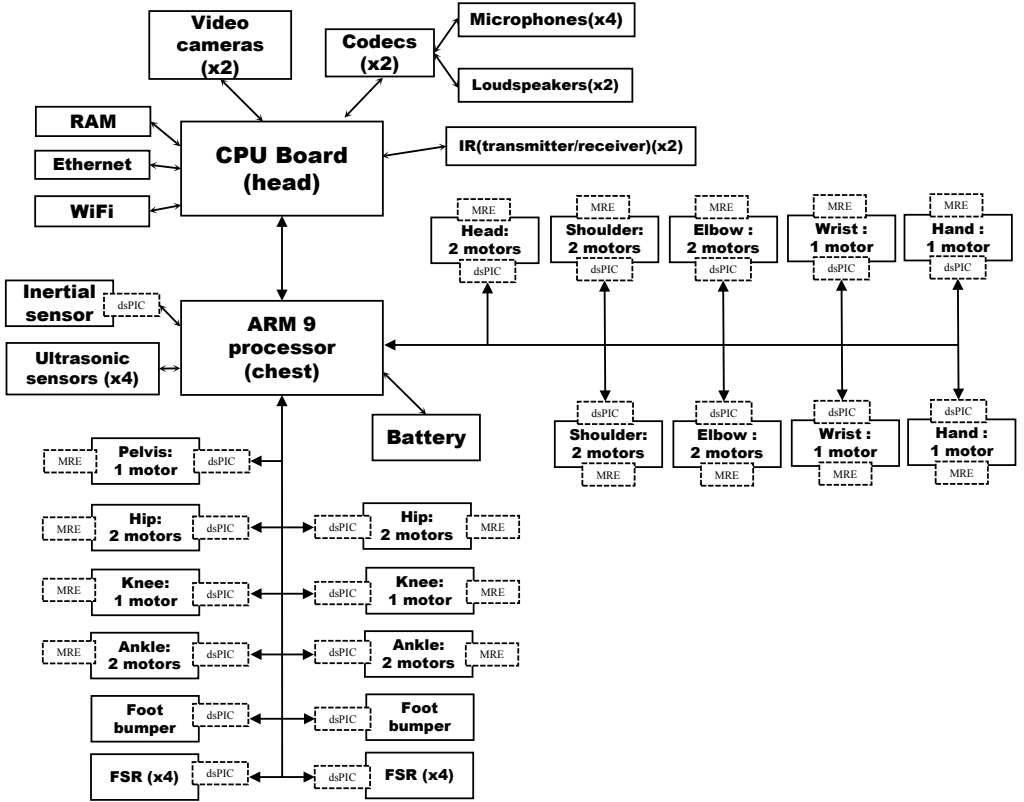 Video
cameras
(x2)
Codecs
(x2)
Microphones(x4)
Loudspeakers(x2)
RAM
Ethernet
WiFi
CPU Board
(head)
IR(transmitter/receiver)(x2)
MRE
Head:
2 motors
dsPIC
MRE
Shoulder:
2 motors
dsPIC
MRE
Elbow :
2 motors
dsPIC
MRE
Wrist :
1 motor
dsPIC
MRE
Hand :
1 motor
dsPIC
Inertial
sensor
dsPIC
Ultrasonic
sensors (x4)
ARM 9
processor
(chest)
Battery
dsPIC
Shoulder:
2 motors
MRE
dsPIC
Elbow :
2 motors
MRE
dsPIC
Wrist :
1 motor
MRE
dsPIC
Hand :
1 motor
MRE
MRE
Pelvis:
1 motor
dsPIC
MRE
Hip:
2 motors
dsPIC
dsPIC
Hip:
2 motors
MRE
MRE
Knee:
1 motor
dsPIC
dsPIC
Knee:
1 motor
MRE
MRE
Ankle:
2 motors
dsPIC
dsPIC
Ankle:
2 motors
MRE
Foot
bumper
dsPIC
dsPIC
Foot
bumper
FSR (x4)
dsPIC
dsPIC
FSR (x4)